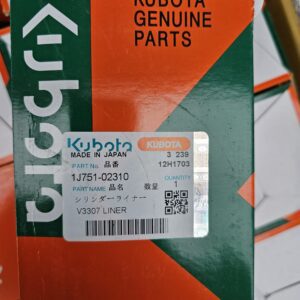 KUBOTA
GENUINE
PARTS
Kubota
Kubota KUBOTA
MADE IN JAPAN 3 239
PART No. 品番 12H1703
1J751-02310 QUANTITY
PART NAME 品名 数量 1
シリンダーライナー
V3307 LINER